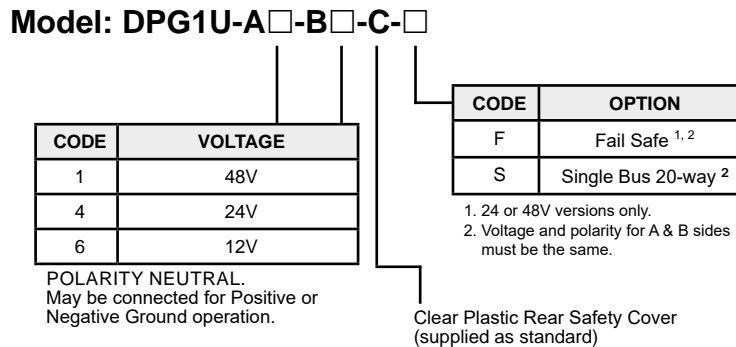 Model: DPG1U-A□-B□-C-□
CODE VOLTAGE
1 48V
4 24V
6 12V
POLARITY NEUTRAL.
May be connected for Positive or
Negative Ground operation.
CODE OPTION
F Fail Safe 1, 2
S Single Bus 20-way 2
1. 24 or 48V versions only.
2. Voltage and polarity for A & B sides
must be the same.
Clear Plastic Rear Safety Cover
(supplied as standard)